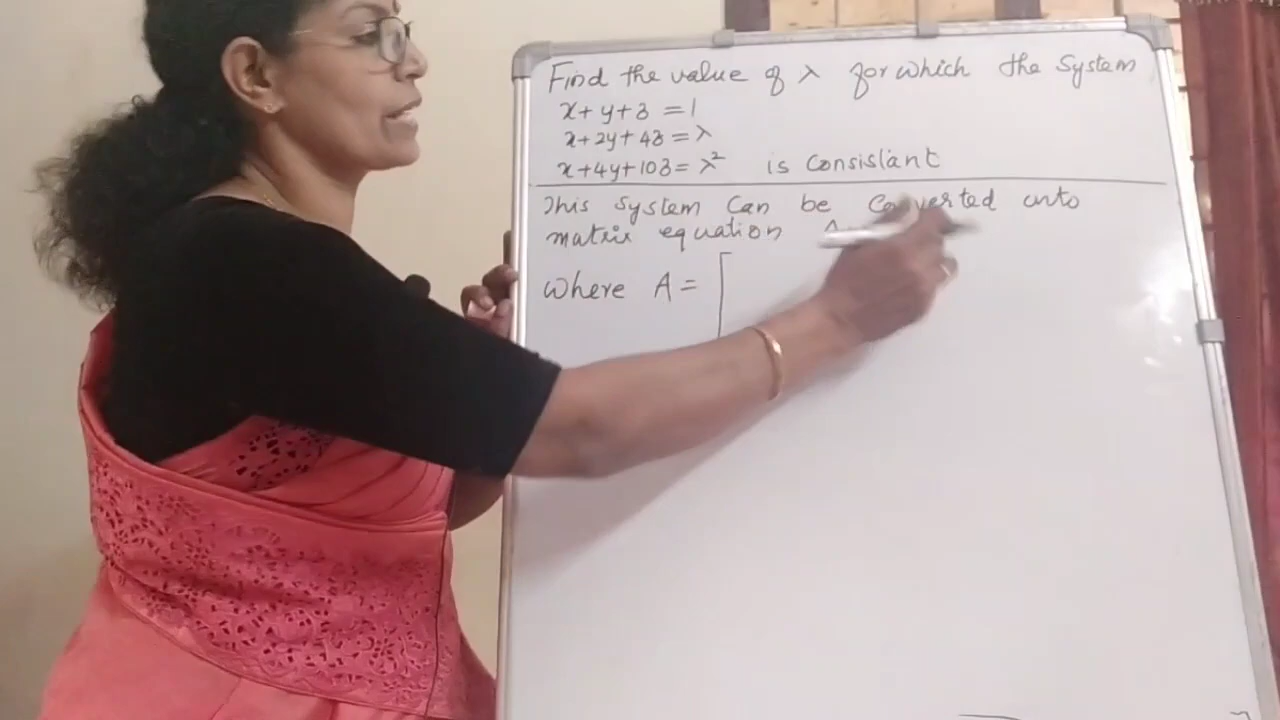 Find the value of λ for which the System
x+y+z = 1
x+2y+4z = λ
x+4y+10z = λ² is Consistant
This System Can be Converted into
matrix equation A
Where A = [